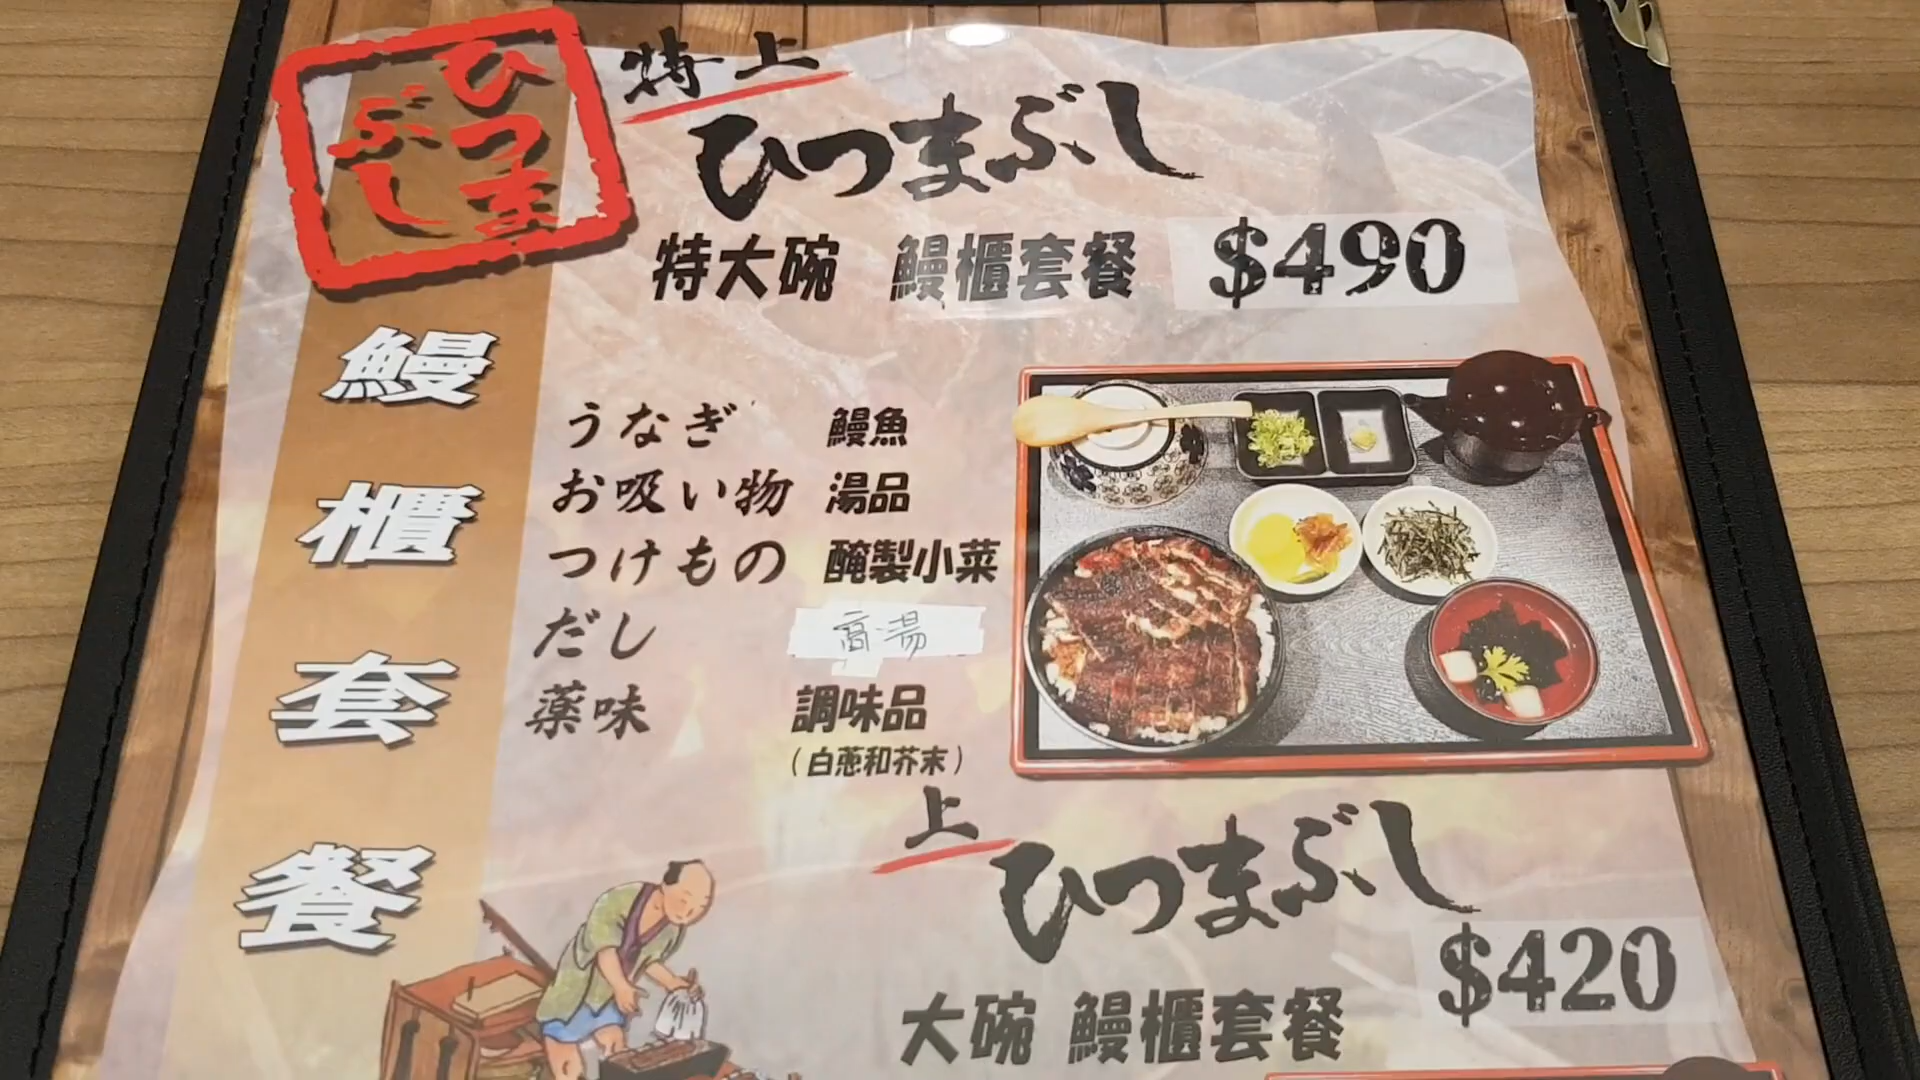 ひつま
ぶし
特上
ひつまぶし
特大碗 鰻櫃套餐 $490
鰻櫃套餐
うなぎ 鰻魚
お吸い物 湯品
つけもの 醃製小菜
だし 高湯
薬味 調味品
(白蔥和芥末)
上
ひつまぶし
大碗 鰻櫃套餐 $420